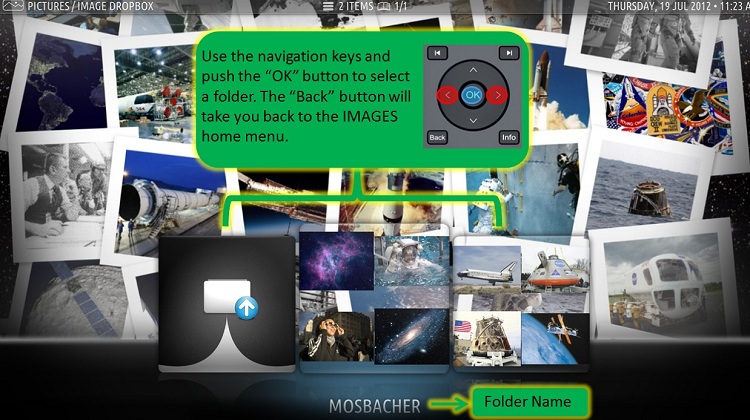 PICTURES / IMAGE DROPBOX
2 ITEMS 1/1
THURSDAY, 19 JUL 2012 • 11:23 A
Use the navigation keys and
push the “OK” button to select
a folder. The “Back” button will
take you back to the IMAGES
home menu.
OK
Back
Info
MOSBACHER
Folder Name